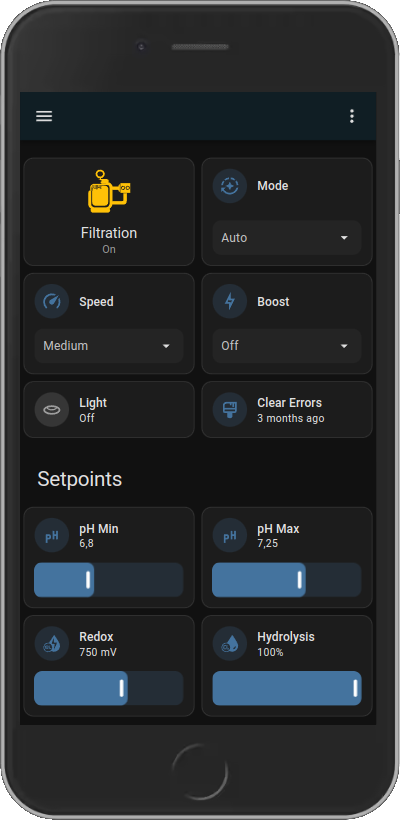 Filtration
On
Mode
Auto
Speed
Medium
Boost
Off
Light
Off
Clear Errors
3 months ago
Setpoints
pH
pH Min
6,8
pH
pH Max
7,25
Redox
750 mV
Hydrolysis
100%